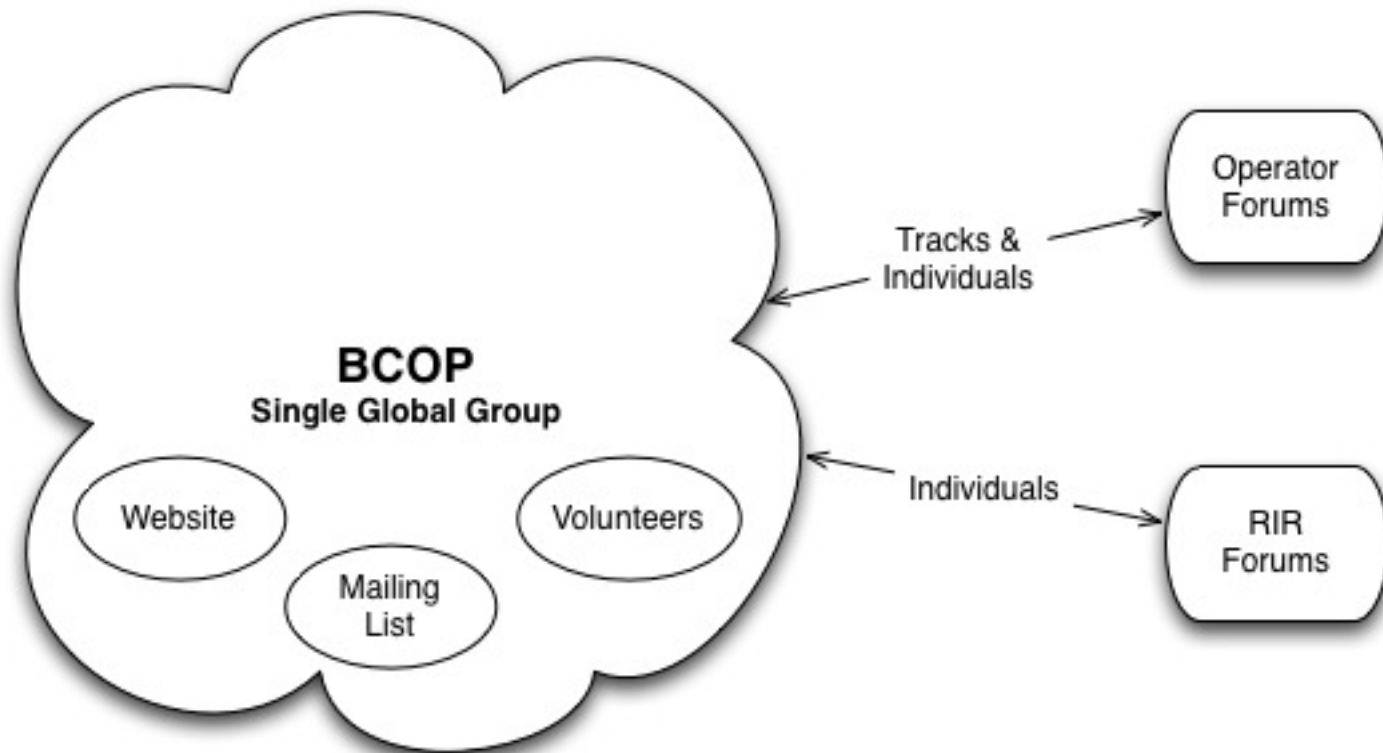 Operator
Forums
Tracks &
Individuals
BCOP
Single Global Group
Individuals
Website
Volunteers
RIR
Forums
Mailing
List